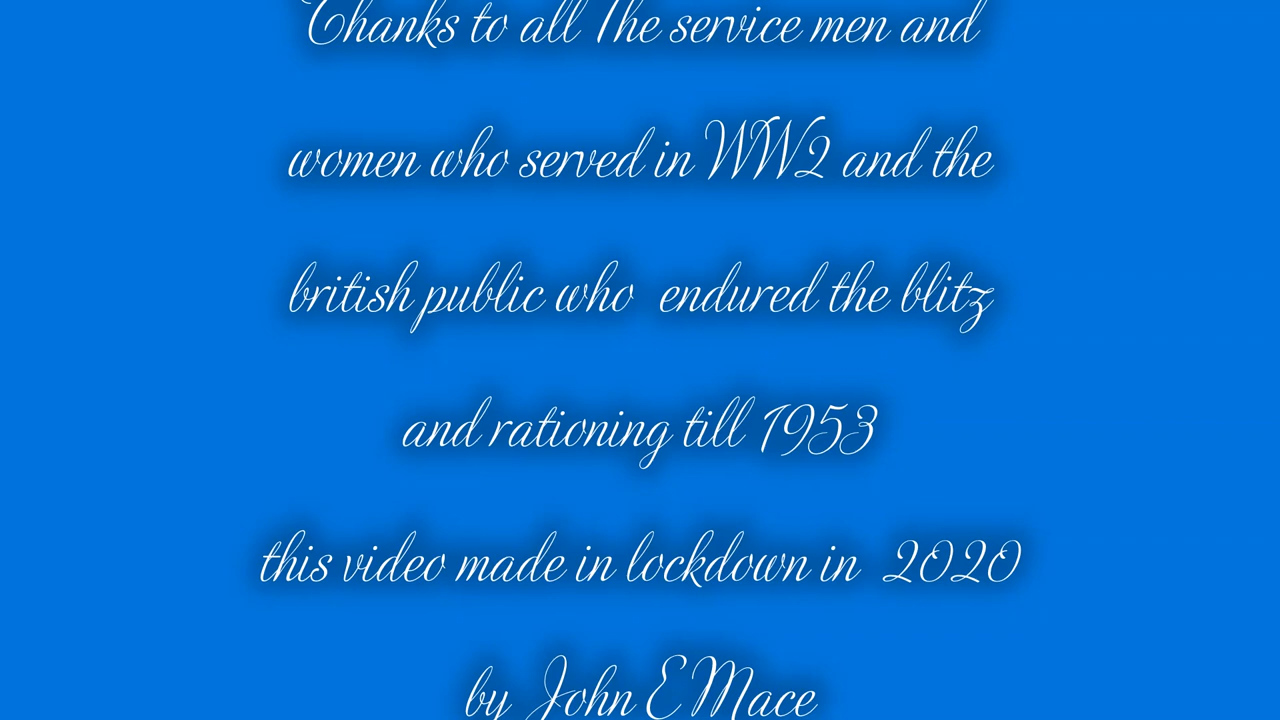 Thanks to all The service men and
women who served in WW2 and the
british public who endured the blitz
and rationing till 1953
this video made in lockdown in 2020
by John E Mace